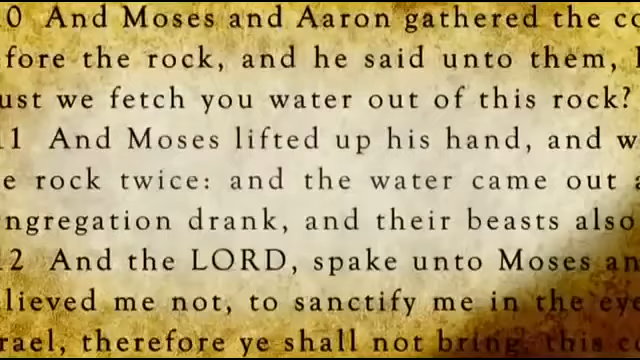 0 And Moses and Aaron gathered the co
fore the rock, and he said unto them,
ust we fetch you water out of this rock?
11 And Moses lifted up his hand, and w
e rock twice: and the water came out a
ngregation drank, and their beasts also
2 And the LORD, spake unto Moses an
lieved me not, to sanctify me in the eye
rael, therefore ye shall not bring this c